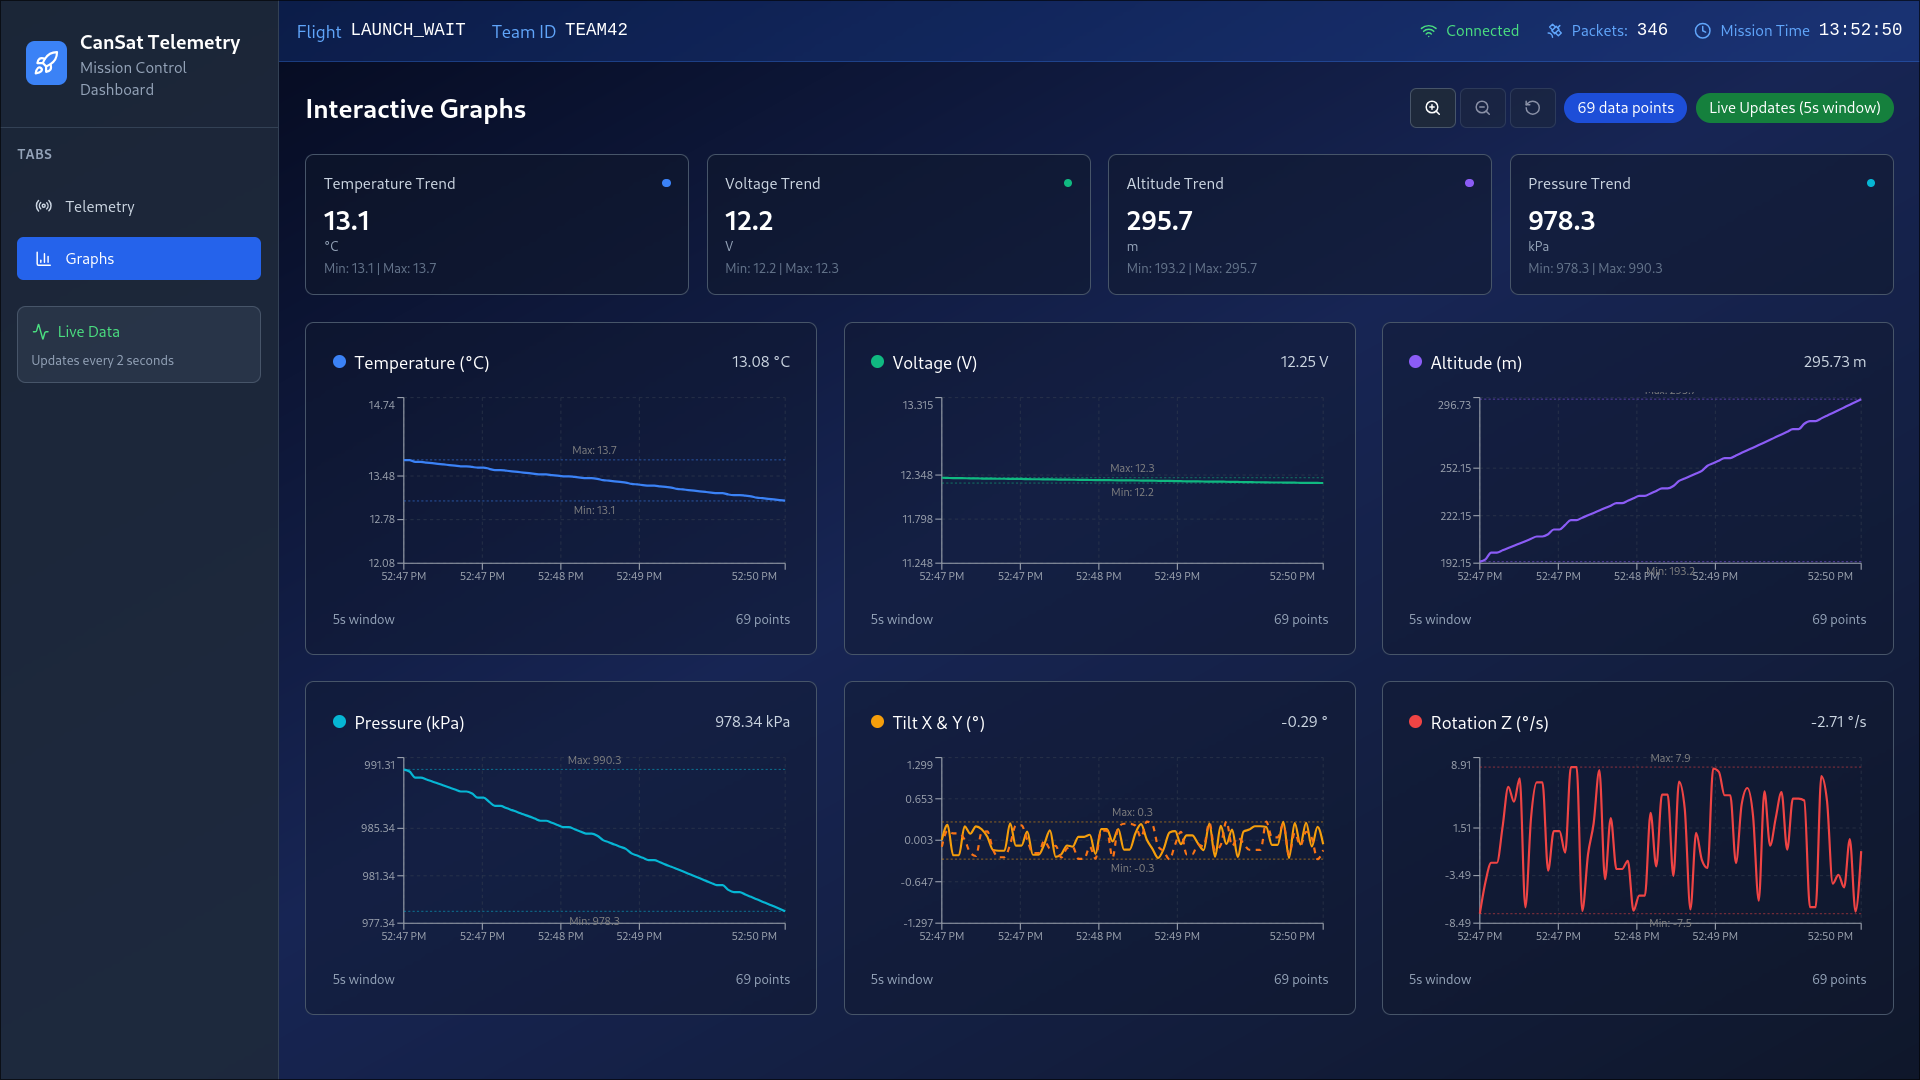 CanSat Telemetry
Mission Control
Dashboard
TABS
Telemetry
Graphs
Live Data
Updates every 2 seconds
Flight LAUNCH_WAIT Team ID TEAM42
Connected Packets: 346 Mission Time 13:52:50
Interactive Graphs
69 data points Live Updates (5s window)
Temperature Trend
13.1
°C
Min: 13.1 | Max: 13.7
Voltage Trend
12.2
V
Min: 12.2 | Max: 12.3
Altitude Trend
295.7
m
Min: 193.2 | Max: 295.7
Pressure Trend
978.3
kPa
Min: 978.3 | Max: 990.3
Temperature (°C) 13.08 °C
14.74
Max: 13.7
13.48
Min: 13.1
12.78
12.08
52:47 PM 52:47 PM 52:48 PM 52:49 PM 52:50 PM
5s window 69 points
Voltage (V) 12.25 V
13.315
Max: 12.3
12.348
Min: 12.2
11.798
11.248
52:47 PM 52:47 PM 52:48 PM 52:49 PM 52:50 PM
5s window 69 points
Altitude (m) 295.73 m
296.73
252.15
222.15
192.15
Min: 193.2
52:47 PM 52:47 PM 52:48 PM 52:49 PM 52:50 PM
5s window 69 points
Pressure (kPa) 978.34 kPa
Max: 990.3
991.31
985.34
981.34
Min: 978.3
977.34
52:47 PM 52:47 PM 52:48 PM 52:49 PM 52:50 PM
5s window 69 points
Tilt X & Y (°) -0.29 °
1.299
0.653
Max: 0.3
0.003
Min: -0.3
-0.647
-1.297
52:47 PM 52:47 PM 52:48 PM 52:49 PM 52:50 PM
5s window 69 points
Rotation Z (°/s) -2.71 °/s
Max: 7.9
8.91
1.51
-3.49
-8.49
Min: -7.5
52:47 PM 52:47 PM 52:48 PM 52:49 PM 52:50 PM
5s window 69 points